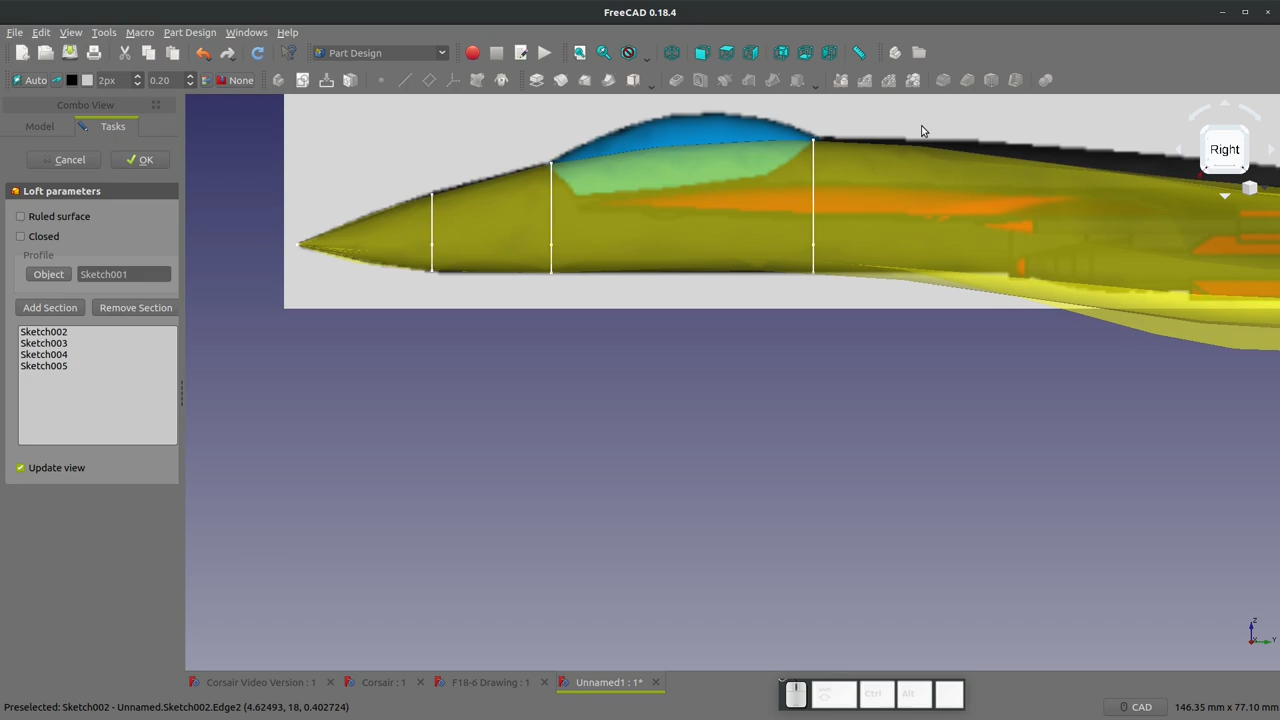 FreeCAD 0.18.4
File Edit View Tools Macro Part Design Windows Help
Part Design
Auto 2px 0.20 None
Combo View
Model Tasks
Cancel OK
Loft parameters
Ruled surface
Closed
Profile
Object Sketch001
Add Section Remove Section
Sketch002
Sketch003
Sketch004
Sketch005
Update view
Right
Z
Y
Corsair Video Version : 1 Corsair : 1 F18-6 Drawing : 1 Unnamed1 : 1*
Shift Ctrl Alt
Preselected: Sketch002 - Unnamed.Sketch002.Edge2 (4.62493, 18, 0.402724) CAD 146.35 mm x 77.10 mm